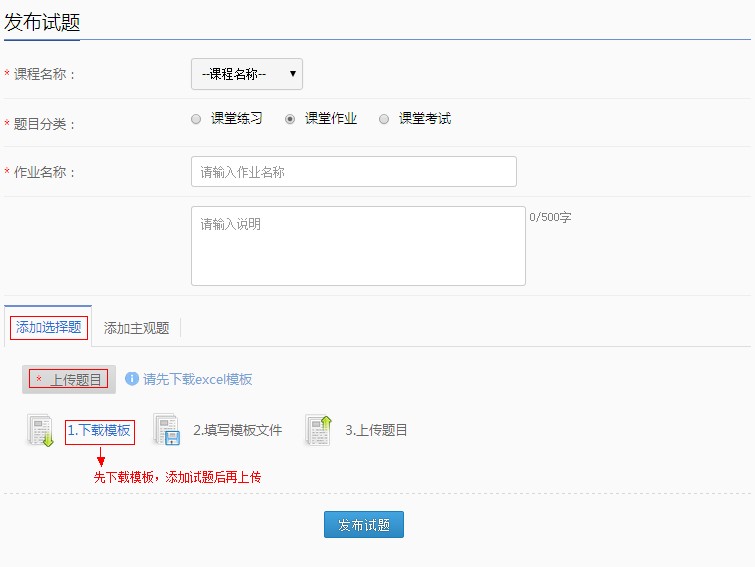 发布试题
* 课程名称： --课程名称--
* 题目分类： 课堂练习 课堂作业 课堂考试
* 作业名称： 请输入作业名称
请输入说明 0/500字
添加选择题 添加主观题
* 上传题目 请先下载excel模板
1.下载模板 2.填写模板文件 3.上传题目
先下载模板，添加试题后再上传
发布试题